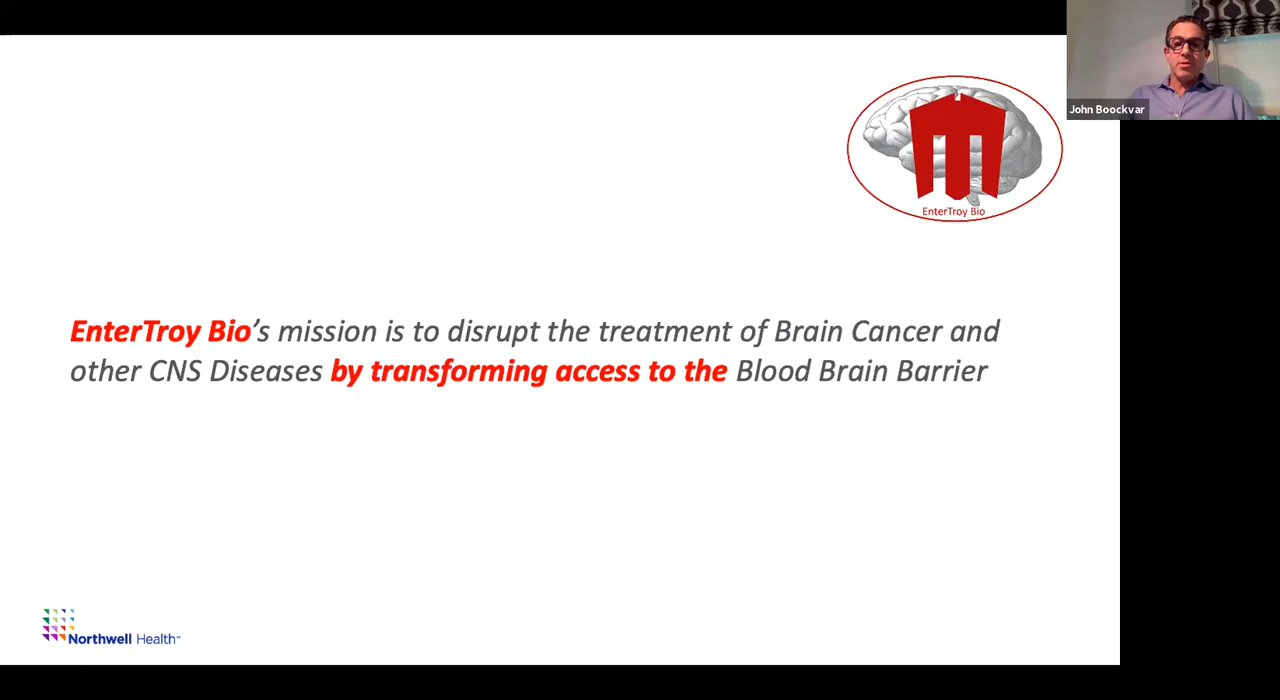 John Boockvar
EnterTroy Bio
EnterTroy Bio’s mission is to disrupt the treatment of Brain Cancer and
other CNS Diseases by transforming access to the Blood Brain Barrier
Northwell Health